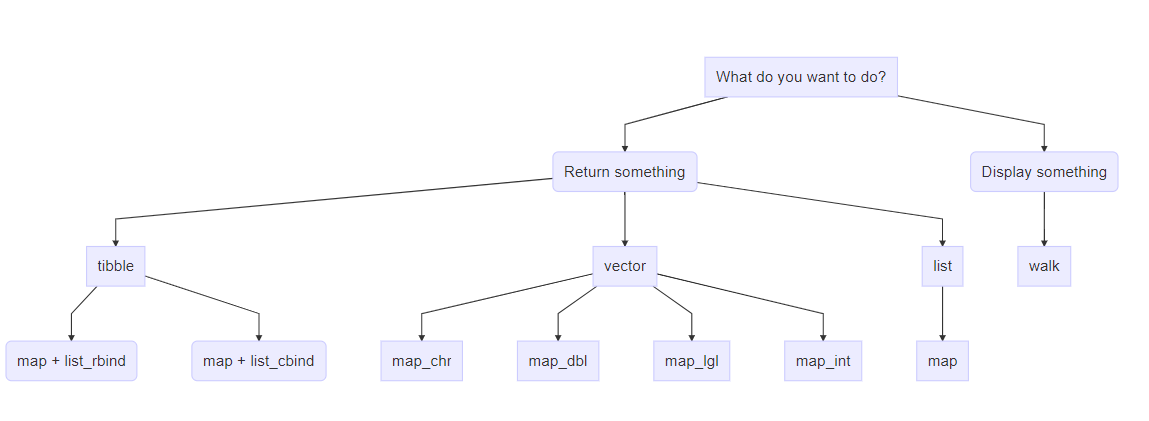 What do you want to do?
Return something
Display something
tibble
vector
list
walk
map + list_rbind
map + list_cbind
map_chr
map_dbl
map_lgl
map_int
map